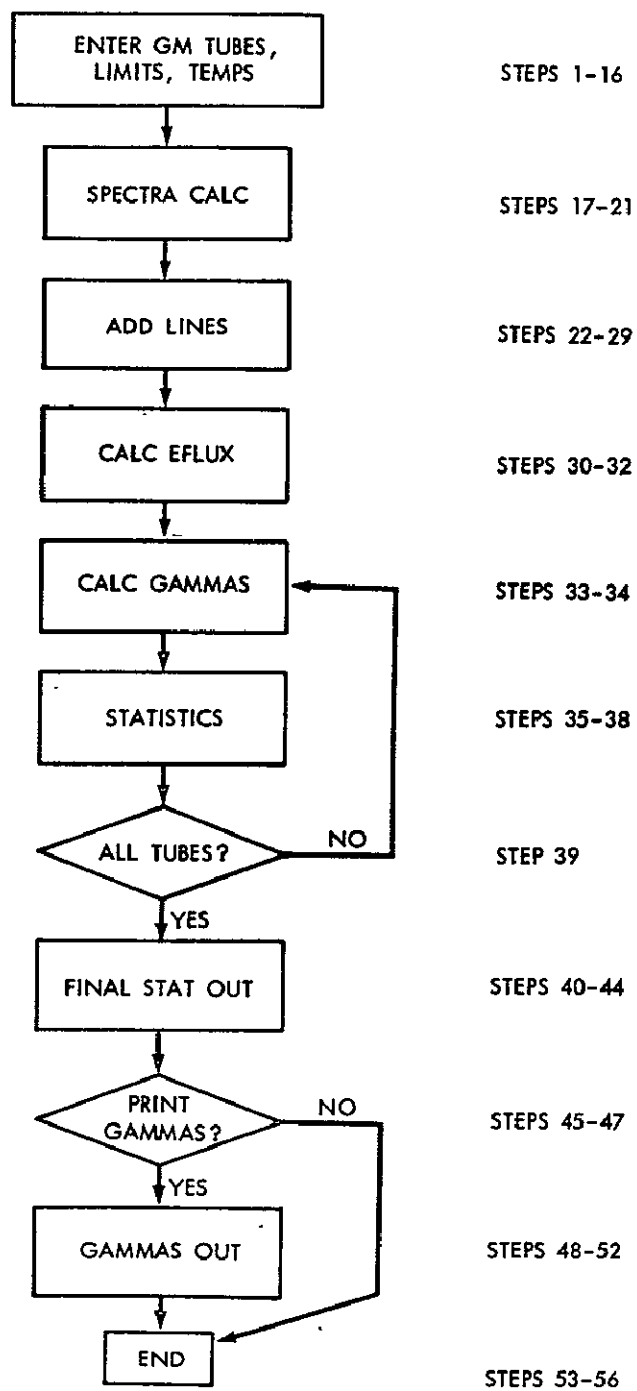 ENTER GM TUBES,
LIMITS, TEMPS
STEPS 1-16
SPECTRA CALC
STEPS 17-21
ADD LINES
STEPS 22-29
CALC EFLUX
STEPS 30-32
CALC GAMMAS
STEPS 33-34
STATISTICS
STEPS 35-38
ALL TUBES?
NO
STEP 39
YES
FINAL STAT OUT
STEPS 40-44
PRINT
GAMMAS?
NO
STEPS 45-47
YES
GAMMAS OUT
STEPS 48-52
END
STEPS 53-56